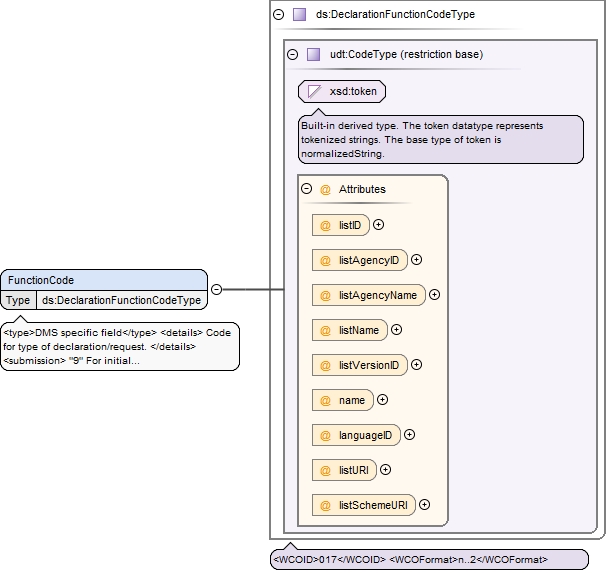 ds:DeclarationFunctionCodeType
udt:CodeType (restriction base)
xsd:token
Built-in derived type. The token datatype represents
tokenized strings. The base type of token is
normalizedString.
@ Attributes
@ listID
@ listAgencyID
@ listAgencyName
@ listName
@ listVersionID
@ name
@ languageID
@ listURI
@ listSchemeURI
FunctionCode
Type ds:DeclarationFunctionCodeType
<type>DMS specific field</type> <details> Code
for type of declaration/request. </details>
<submission> "9" For initial...
<WCOID>017</WCOID> <WCOFormat>n..2</WCOFormat>